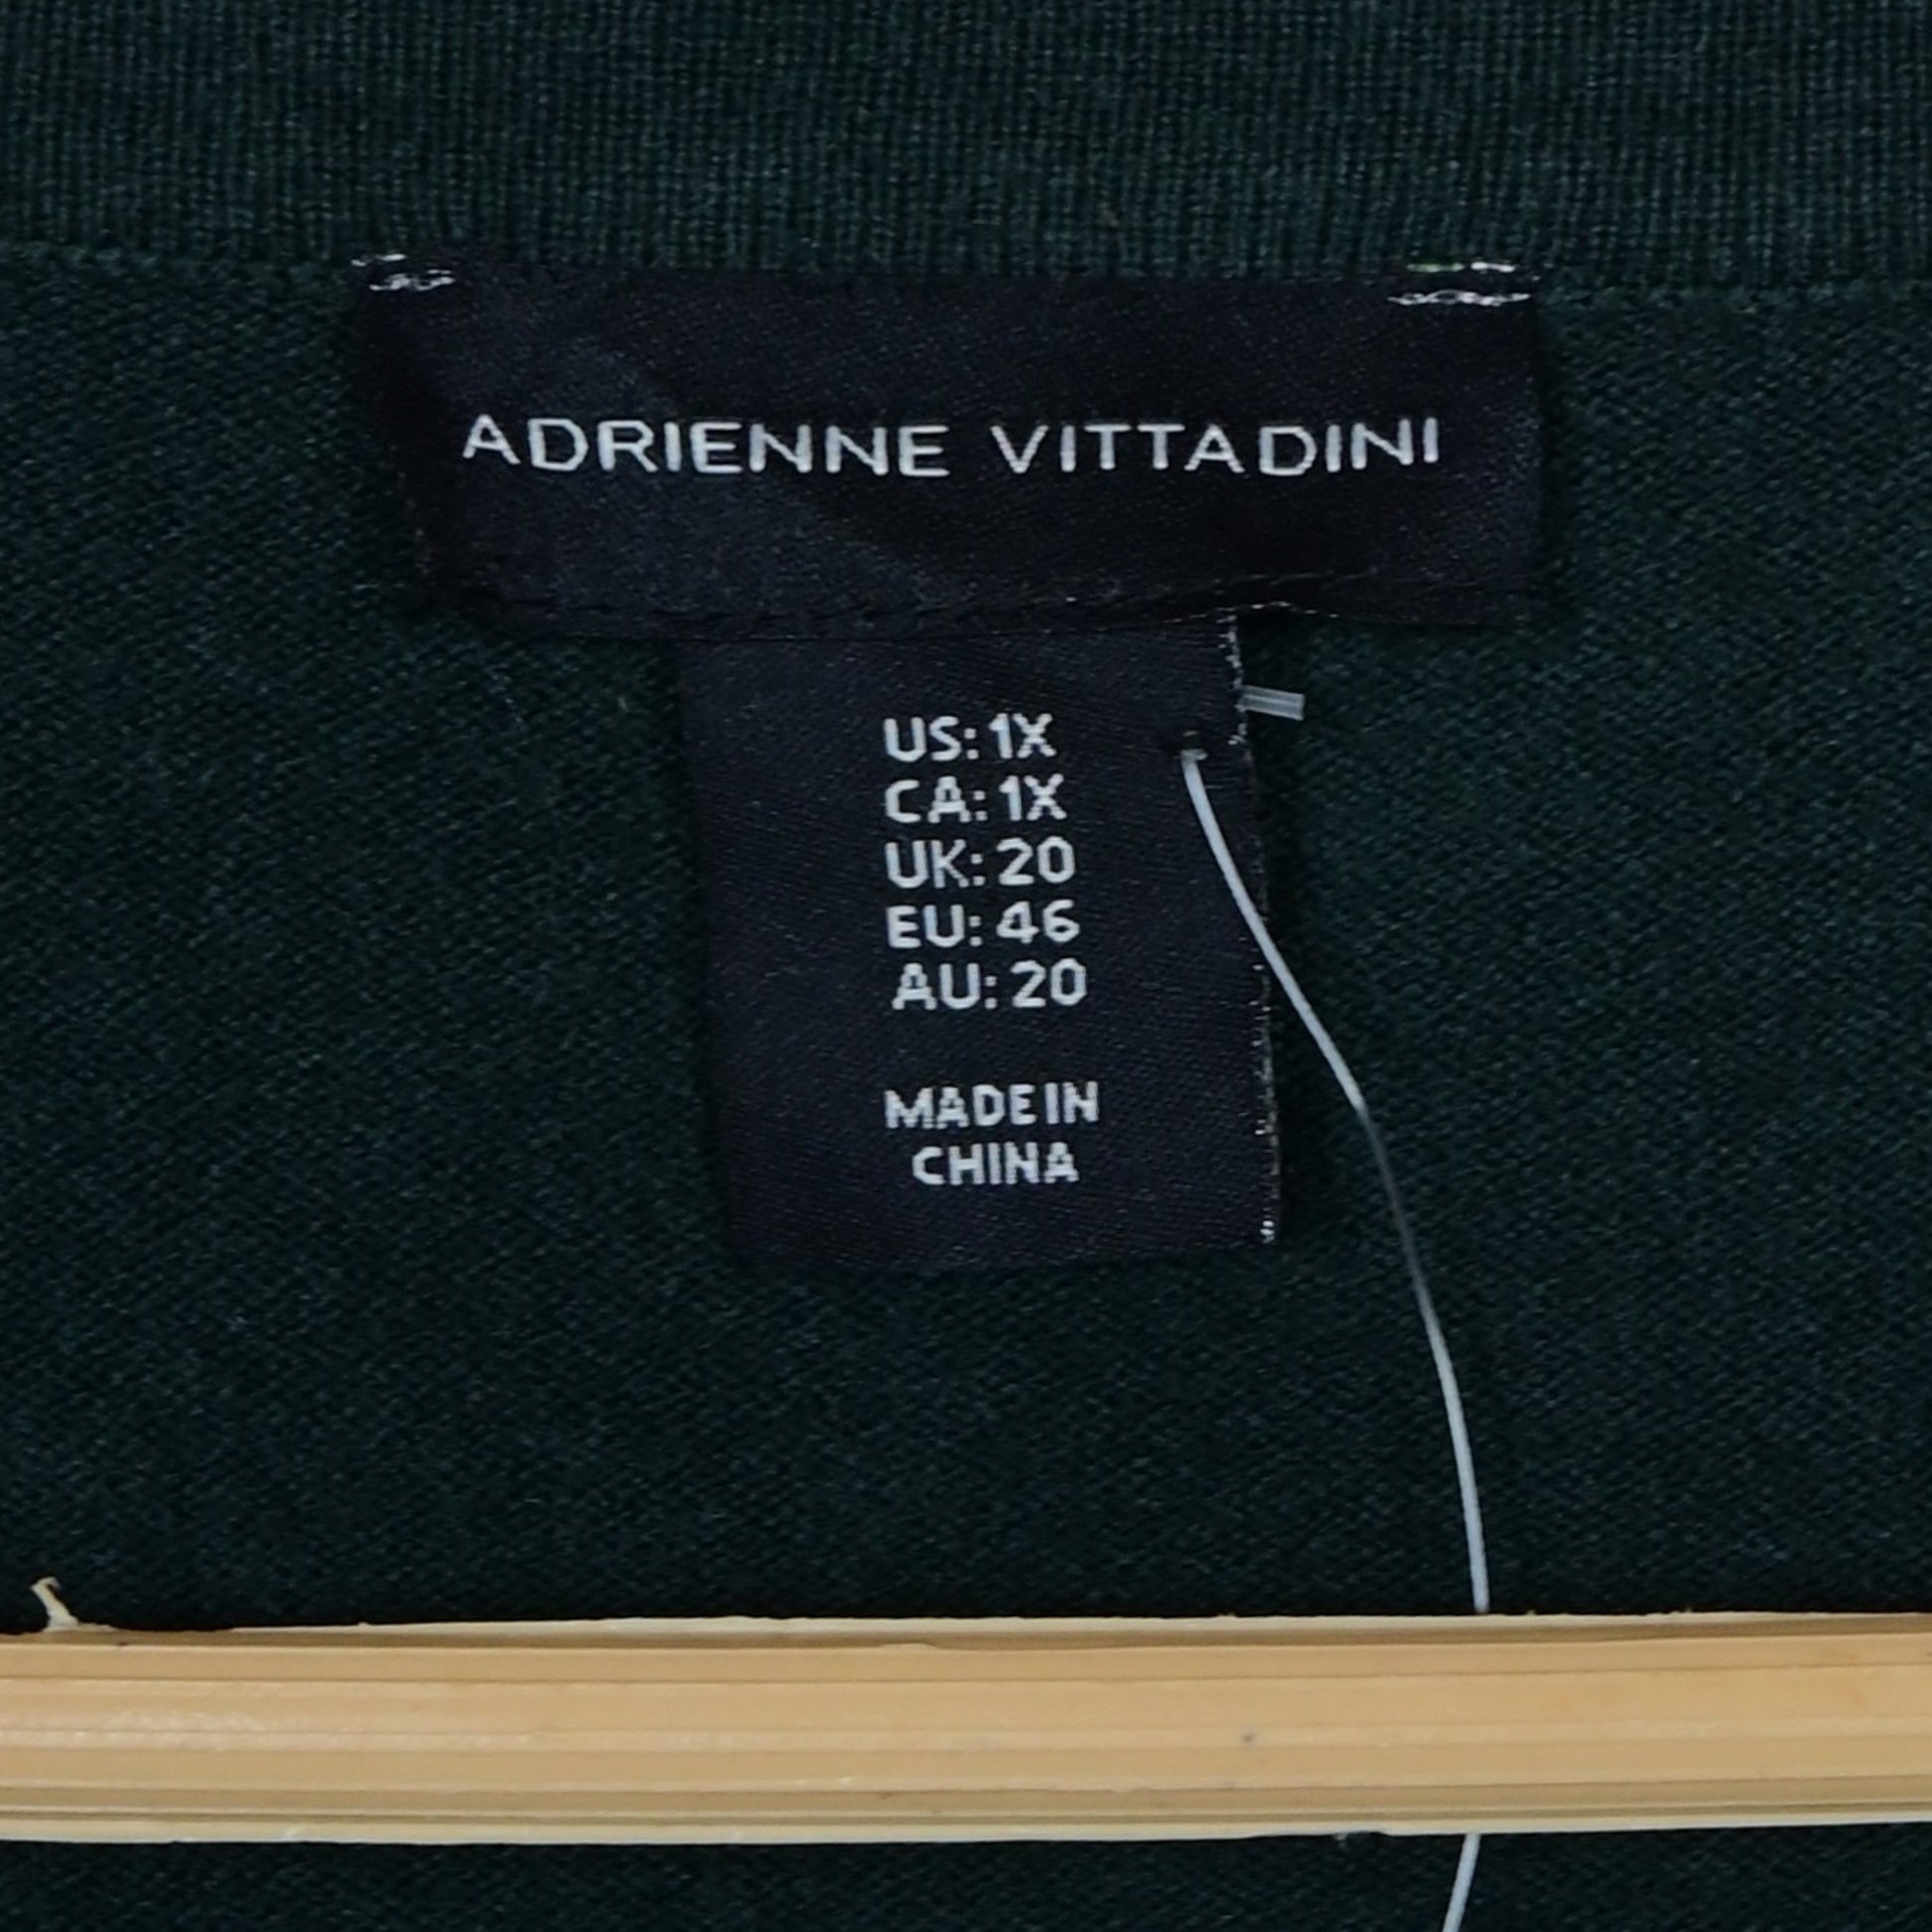 ADRIENNE VITTADINI
US: 1X
CA: 1X
UK: 20
EU: 46
AU: 20
MADE IN
CHINA